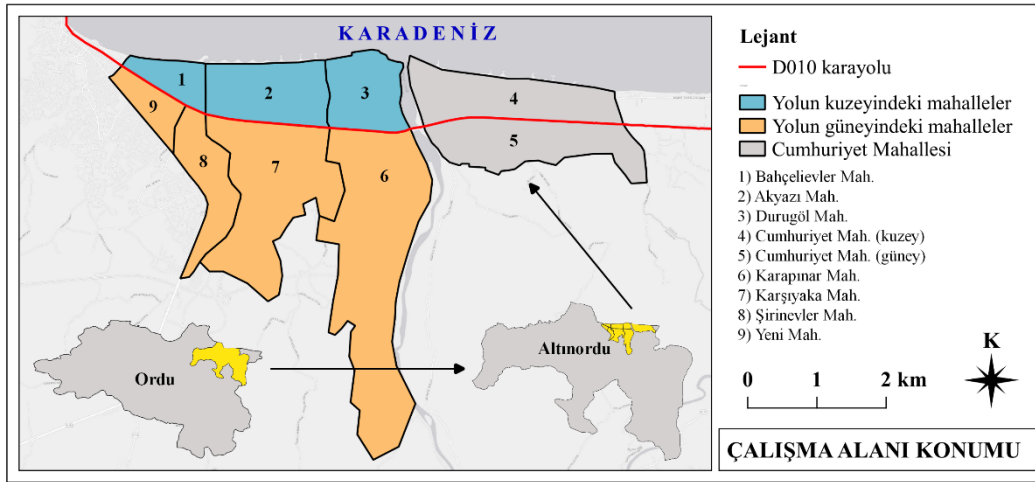 KARADENİZ
1
2
3
4
5
6
7
8
9
Ordu
Altınordu
Lejant
D010 karayolu
Yolun kuzeyindeki mahalleler
Yolun güneyindeki mahalleler
Cumhuriyet Mahallesi
1) Bahçelievler Mah.
2) Akyazı Mah.
3) Durugöl Mah.
4) Cumhuriyet Mah. (kuzey)
5) Cumhuriyet Mah. (güney)
6) Karapınar Mah.
7) Karşıyaka Mah.
8) Şirinevler Mah.
9) Yeni Mah.
K
0 1 2 km
ÇALIŞMA ALANI KONUMU